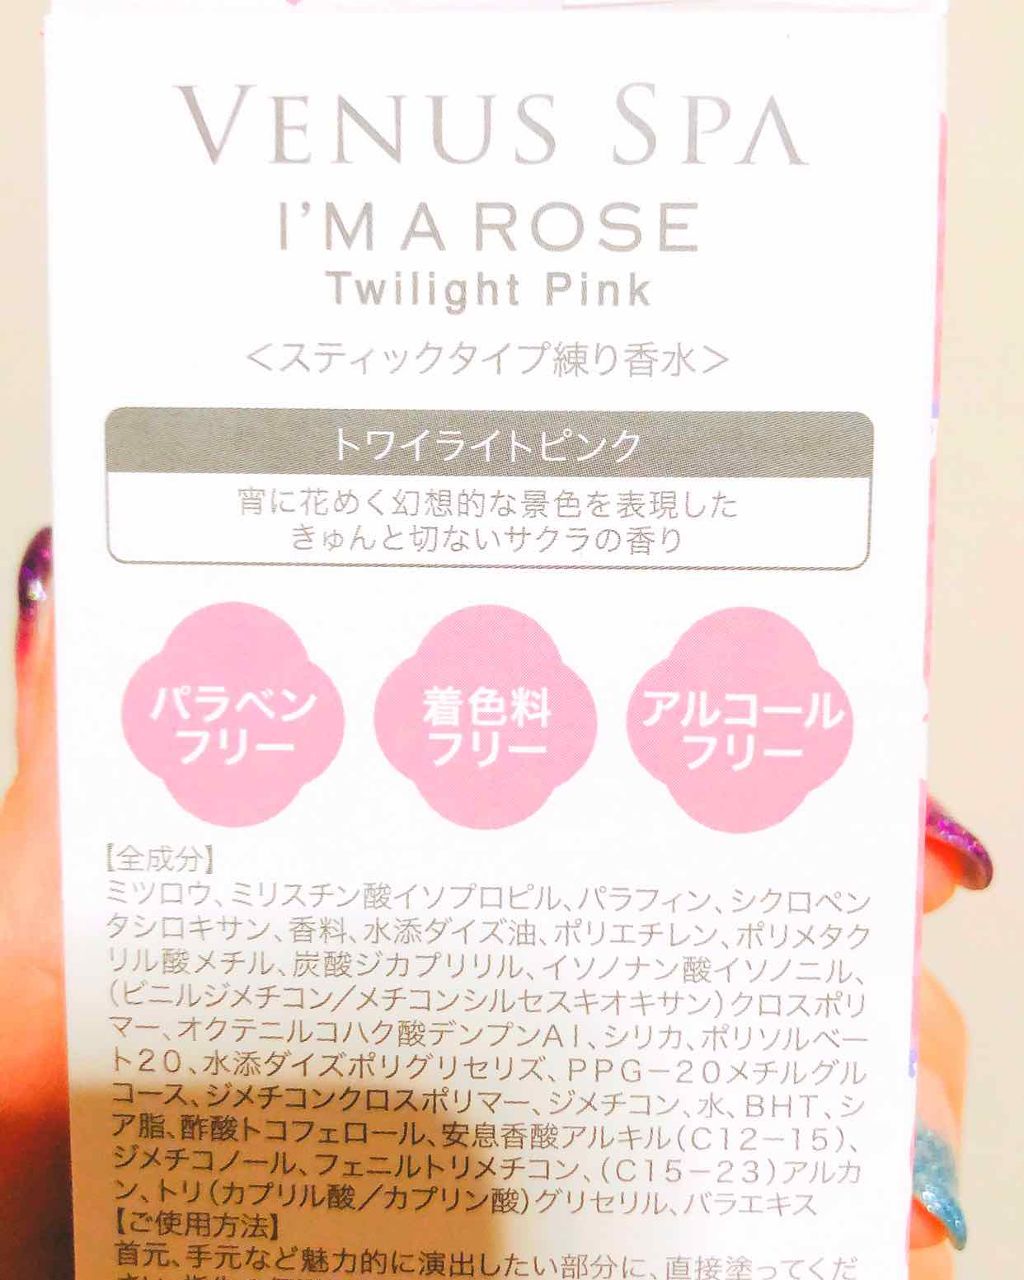 VENUS SPA
I'M A ROSE
Twilight Pink
＜スティックタイプ練り香水＞
トワイライトピンク
宵に花めく幻想的な景色を表現した
きゅんと切ないサクラの香り
パラベン
フリー
着色料
フリー
アルコール
フリー
【全成分】
ミツロウ、ミリスチン酸イソプロピル、パラフィン、シクロペン
タシロキサン、香料、水添ダイズ油、ポリエチレン、ポリメタク
リル酸メチル、炭酸ジカプリリル、イソノナン酸イソノニル、
（ビニルジメチコン/メチコンシルセスキオキサン）クロスポリ
マー、オクテニルコハク酸デンプンAl、シリカ、ポリソルベー
ト20、水添ダイズポリグリセリズ、PPG－20メチルグル
コース、ジメチコンクロスポリマー、ジメチコン、水、BHT、シ
ア脂、酢酸トコフェロール、安息香酸アルキル（C12－15）、
ジメチコノール、フェニルトリメチコン、（C15－23）アルカ
ン、トリ（カプリル酸／カプリン酸）グリセリル、バラエキス
【ご使用方法】
首元、手元など魅力的に演出したい部分に、直接塗ってくだ